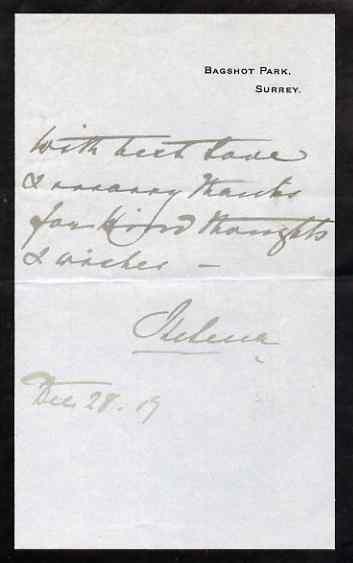 BAGSHOT PARK,
SURREY.
With best Love
& many thanks
for kind thoughts
& wishes —
Helena
Dec 28. 19